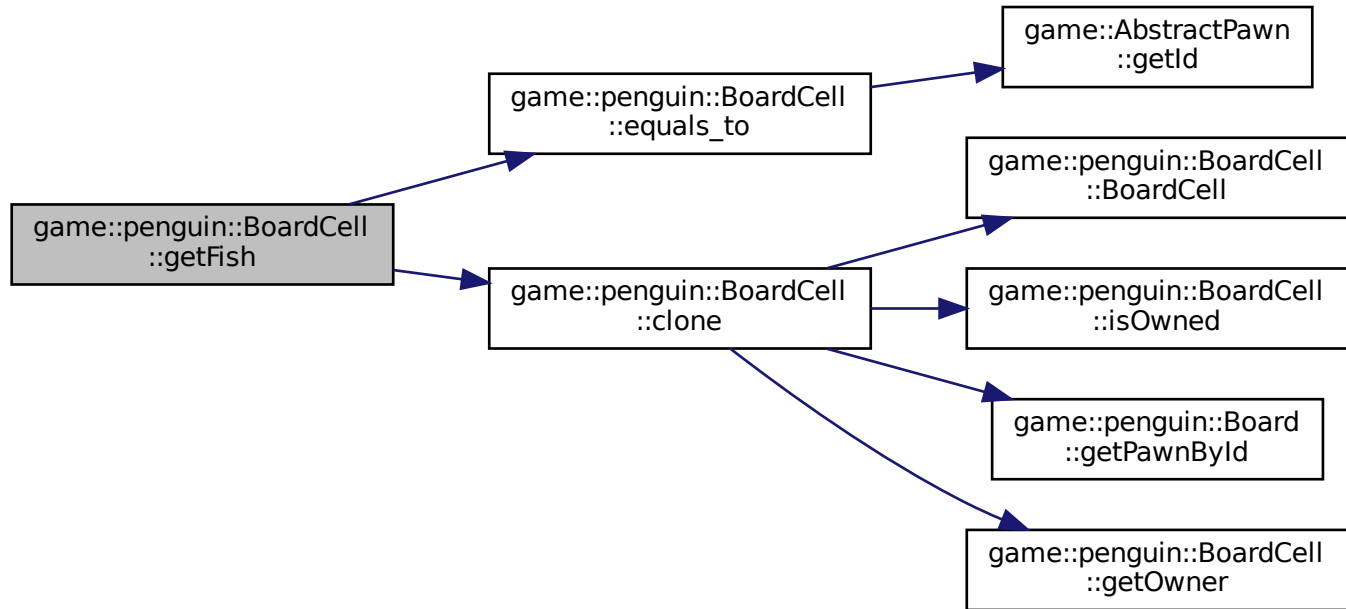 game::AbstractPawn
::getId
game::penguin::BoardCell
::equals_to
game::penguin::BoardCell
::BoardCell
game::penguin::BoardCell
::getFish
game::penguin::BoardCell
::clone
game::penguin::BoardCell
::isOwned
game::penguin::Board
::getPawnById
game::penguin::BoardCell
::getOwner